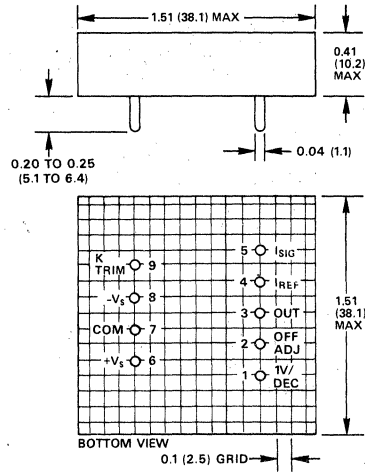 1.51 (38.1) MAX
0.41
(10.2)
MAX
0.20 TO 0.25
(5.1 TO 6.4)
0.04 (1.1)
K
TRIM 9
-Vs 8
COM 7
+Vs 6
5 ISIG
4 IREF
3 OUT
2 OFF
ADJ
1 1V/
DEC
1.51
(38.1)
MAX
BOTTOM VIEW
0.1 (2.5) GRID